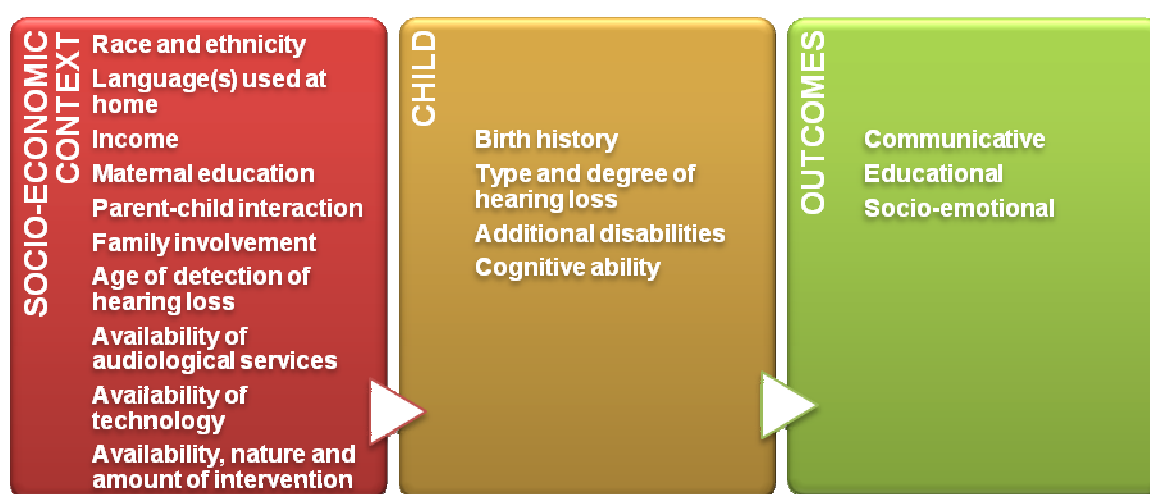 SOCIO-ECONOMIC
CONTEXT
Race and ethnicity
Language(s) used at
home
Income
Maternal education
Parent-child interaction
Family involvement
Age of detection of
hearing loss
Availability of
audiological services
Availability of
technology
Availability, nature and
amount of intervention
CHILD
Birth history
Type and degree of
hearing loss
Additional disabilities
Cognitive ability
OUTCOMES
Communicative
Educational
Socio-emotional